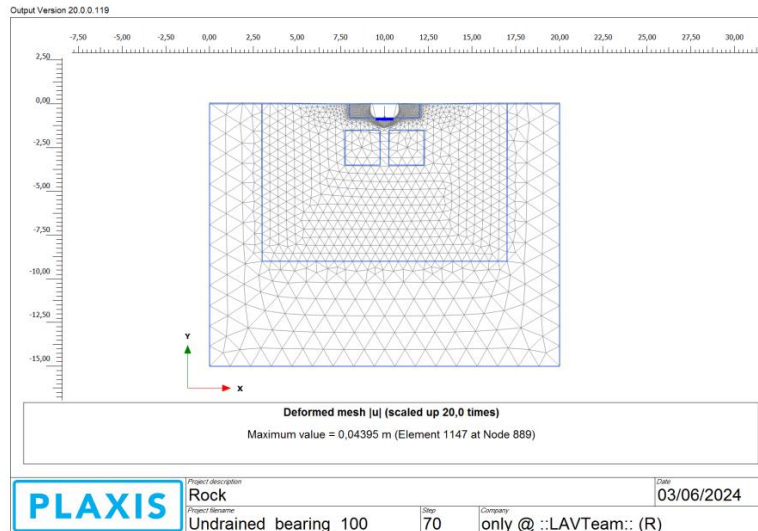 Output Version 20.0.0.119
-7,50 -5,00 -2,50 0,00 2,50 5,00 7,50 10,00 12,50 15,00 17,50 20,00 22,50 25,00 27,50 30,00
2,50
0,00
-2,50
-5,00
-7,50
-10,00
-12,50
-15,00
Y
X
Deformed mesh |u| (scaled up 20,0 times)
Maximum value = 0,04395 m (Element 1147 at Node 889)
PLAXIS
Project description
Rock
Date
03/06/2024
Project filename
Undrained_bearing_100
Step
70
Company
only @ ::LAVTeam:: (R)